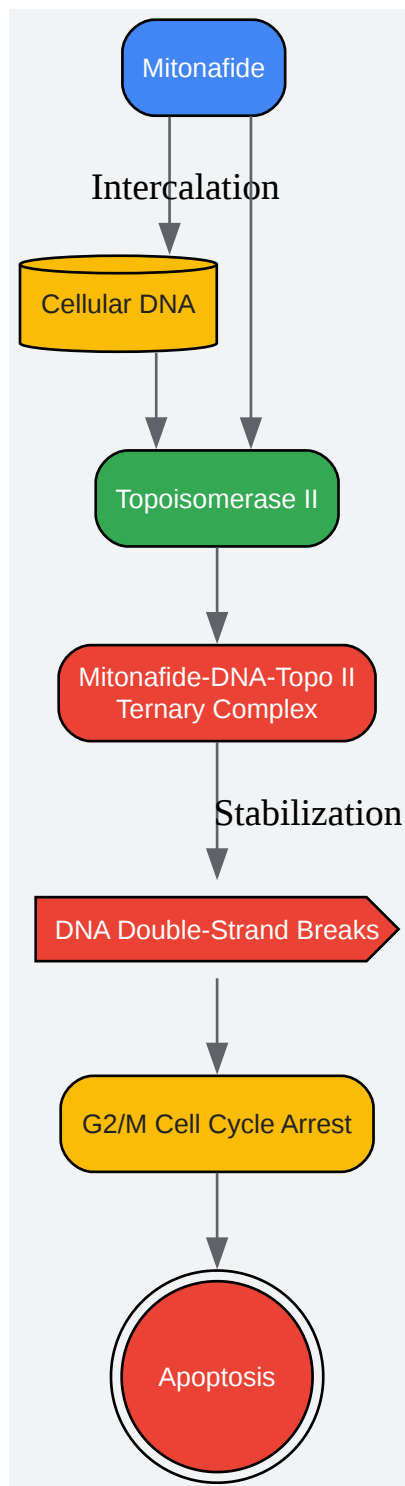 Mitonafide
Intercalation
Cellular DNA
Topoisomerase II
Mitonafide-DNA-Topo II
Ternary Complex
Stabilization
DNA Double-Strand Breaks
G2/M Cell Cycle Arrest
Apoptosis